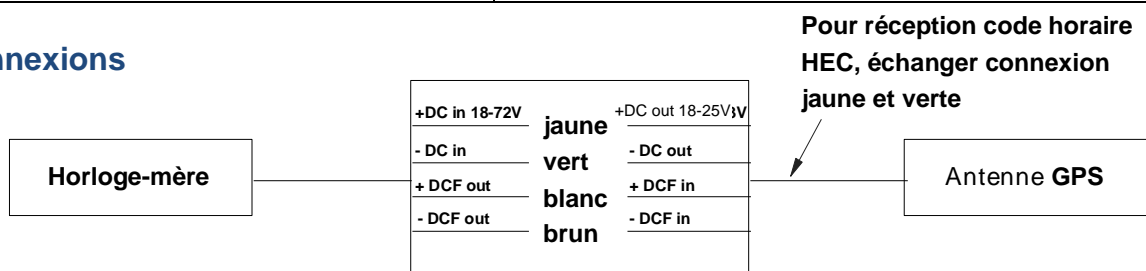 nnexions
Pour réception code horaire
HEC, échanger connexion
jaune et verte
Horloge-mère
+DC in 18-72V jaune +DC out 18-25V
- DC in vert - DC out
+ DCF out blanc + DCF in
- DCF out brun - DCF in
Antenne GPS